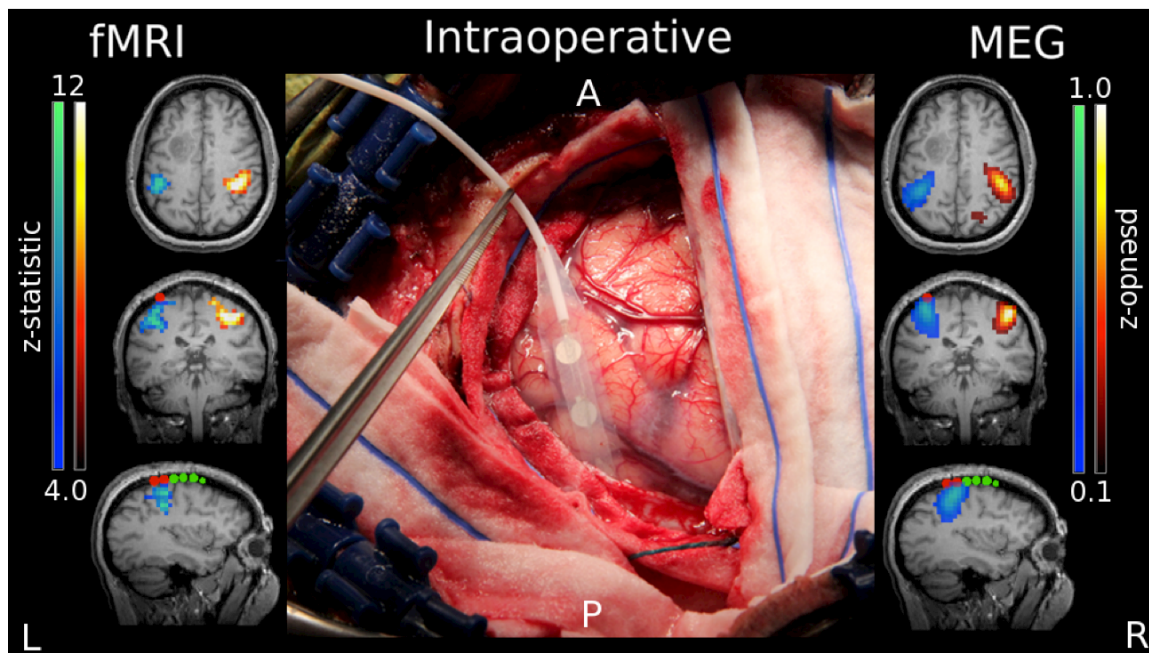 fMRI
Intraoperative
MEG
12
A
1.0
z-statistic
pseudo-z
4.0
0.1
P
L
R